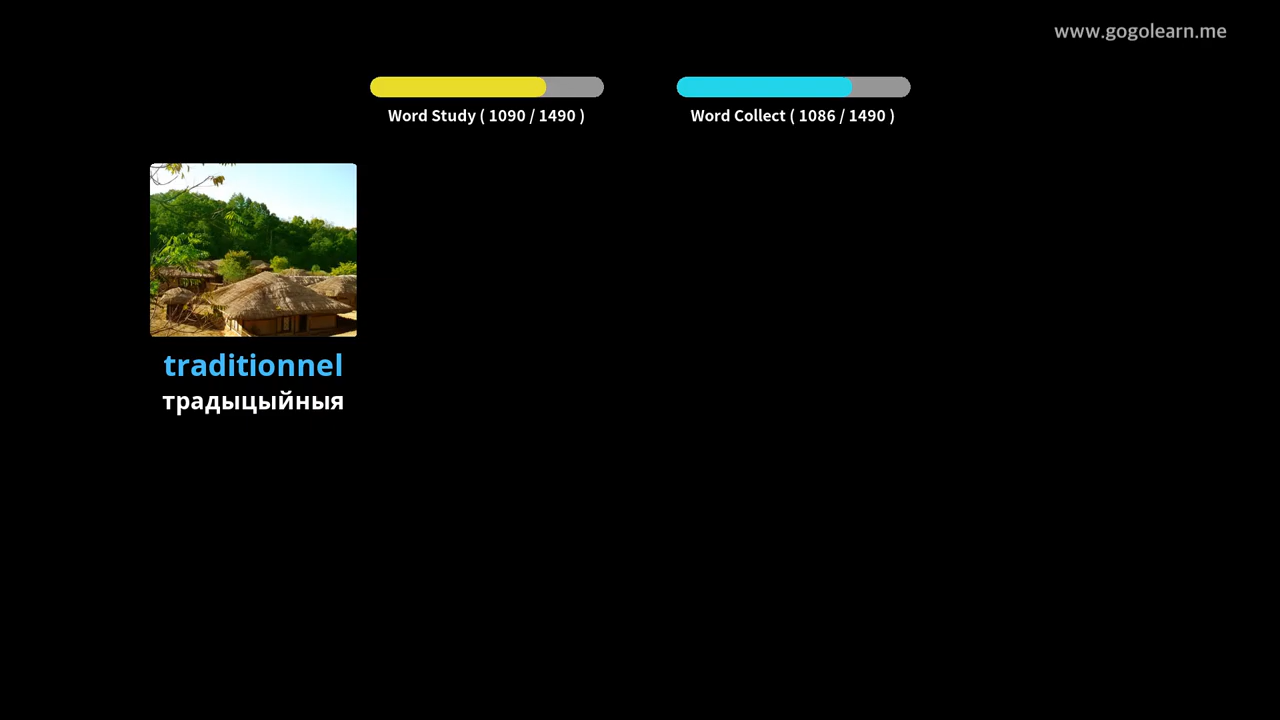 www.gogolearn.me
Word Study ( 1090 / 1490 )
Word Collect ( 1086 / 1490 )
traditionnel
традыцыйныя